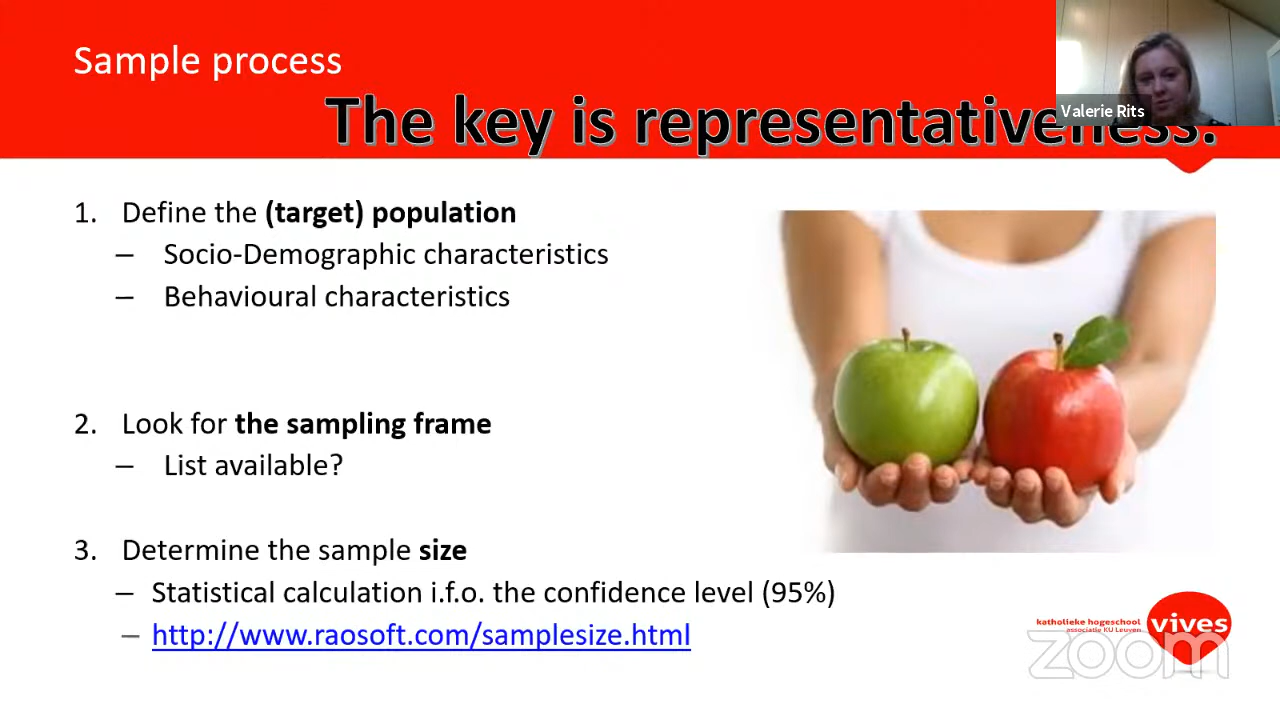 Sample process
The key is representativeness.
Valerie Rits
1. Define the (target) population
– Socio-Demographic characteristics
– Behavioural characteristics
2. Look for the sampling frame
– List available?
3. Determine the sample size
– Statistical calculation i.f.o. the confidence level (95%)
– http://www.raosoft.com/samplesize.html
katholieke hogeschool
associatie KU Leuven
vives
zoom